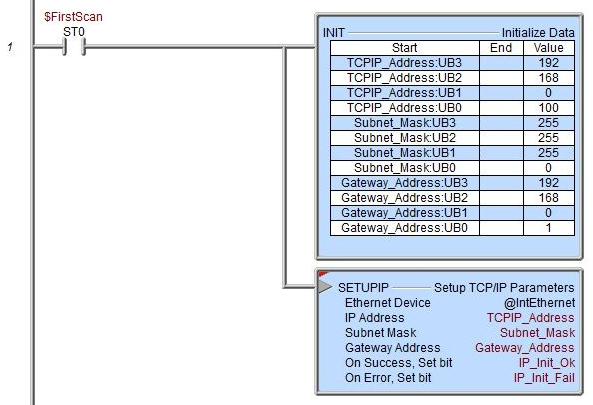 $FirstScan
ST0
1
INIT Initialize Data
Start End Value
TCPIP_Address:UB3 192
TCPIP_Address:UB2 168
TCPIP_Address:UB1 0
TCPIP_Address:UB0 100
Subnet_Mask:UB3 255
Subnet_Mask:UB2 255
Subnet_Mask:UB1 255
Subnet_Mask:UB0 0
Gateway_Address:UB3 192
Gateway_Address:UB2 168
Gateway_Address:UB1 0
Gateway_Address:UB0 1
SETUPIP Setup TCP/IP Parameters
Ethernet Device @IntEthernet
IP Address TCPIP_Address
Subnet Mask Subnet_Mask
Gateway Address Gateway_Address
On Success, Set bit IP_Init_Ok
On Error, Set bit IP_Init_Fail